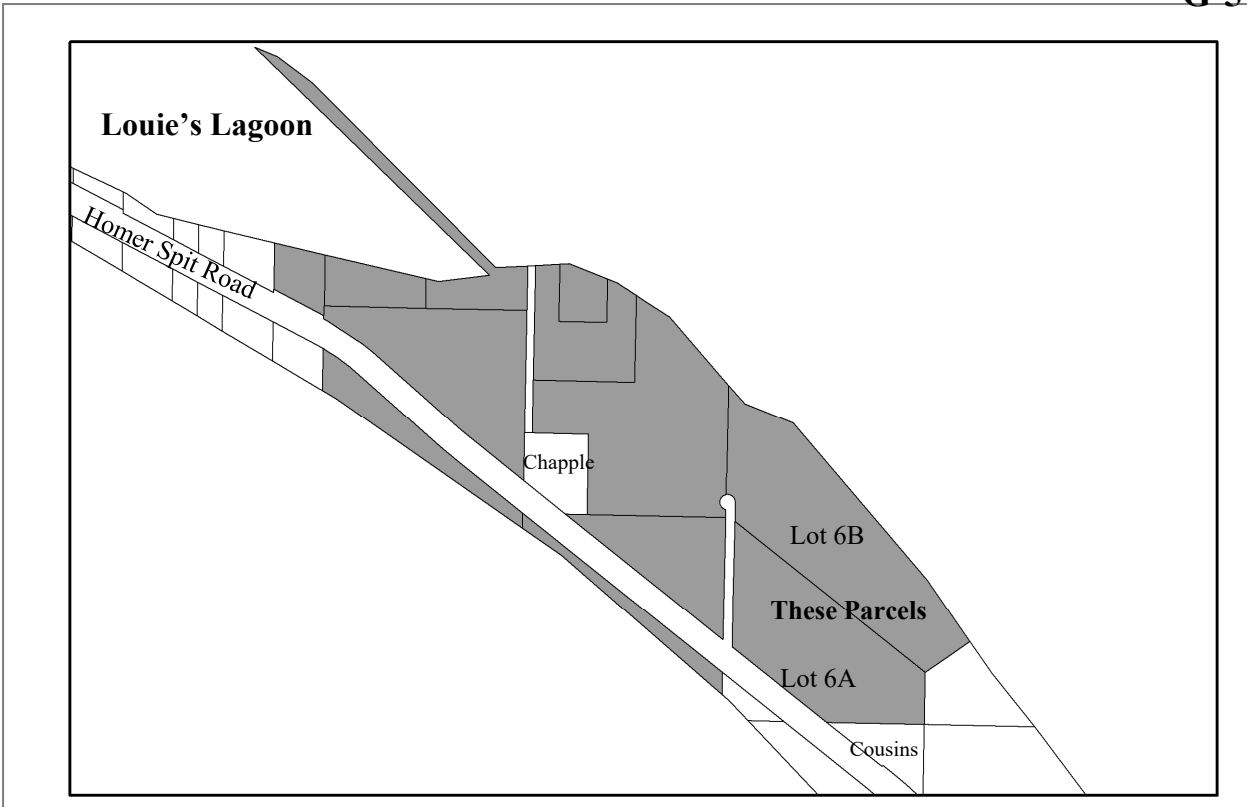 Louie’s Lagoon
Homer Spit Road
Chapple
Lot 6B
These Parcels
Lot 6A
Cousins